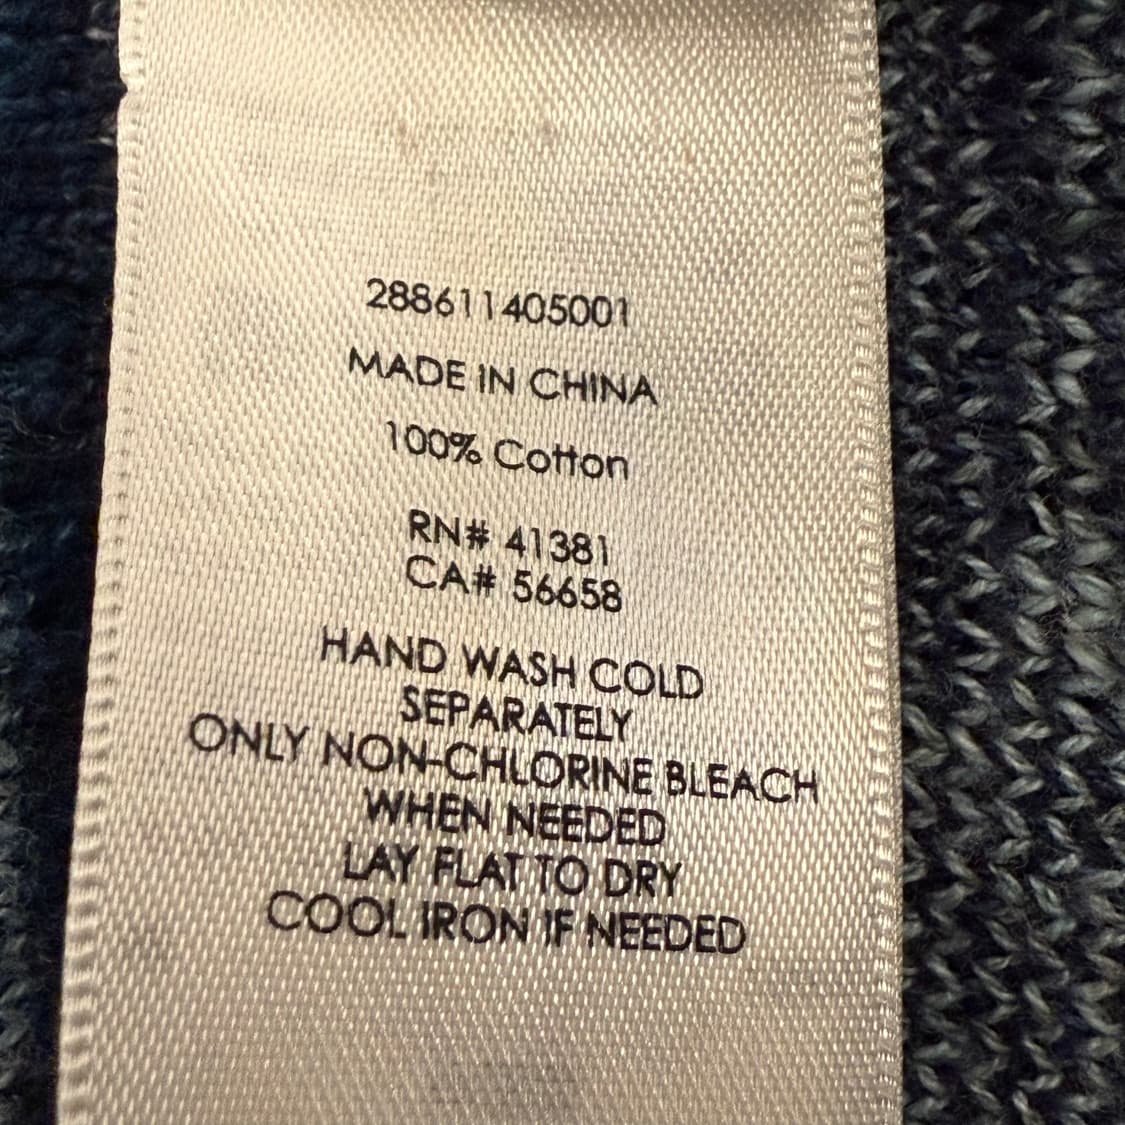 288611405001
MADE IN CHINA
100% Cotton
RN# 41381
CA# 56658
HAND WASH COLD
SEPARATELY
ONLY NON-CHLORINE BLEACH
WHEN NEEDED
LAY FLAT TO DRY
COOL IRON IF NEEDED